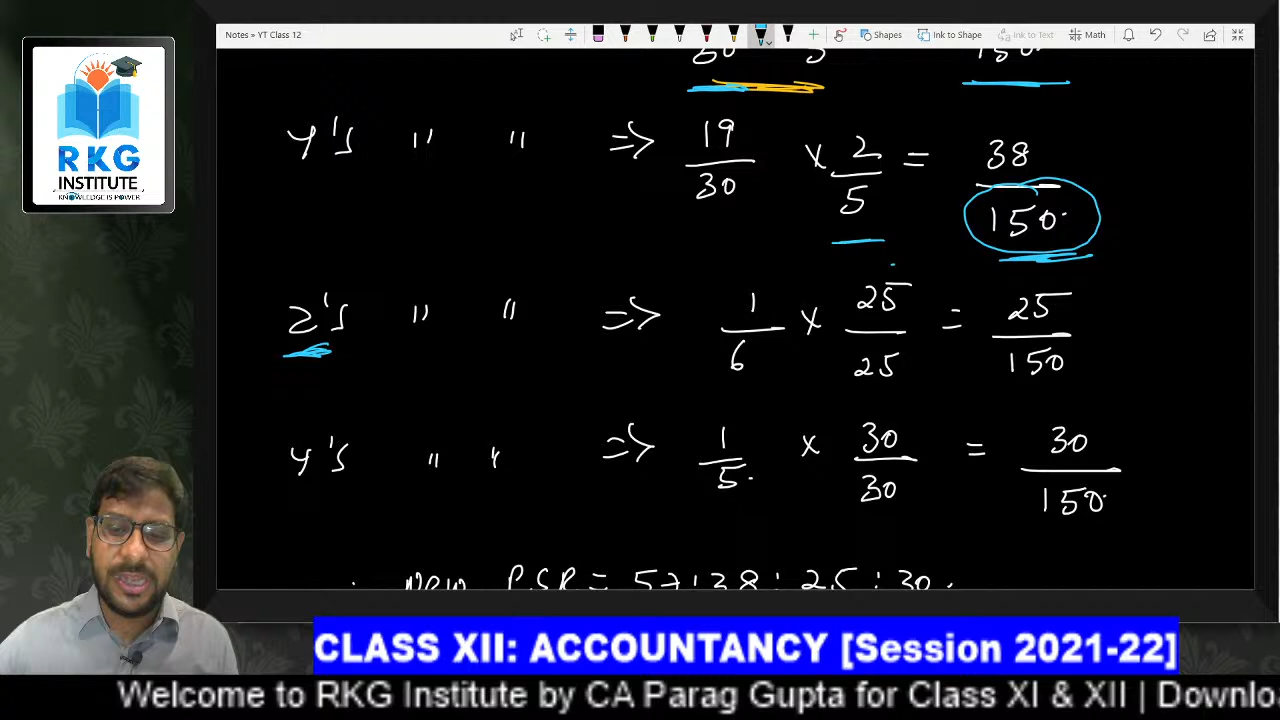 Notes » YT Class 12
Shapes
Ink to Shape
Ink to Text
Math
RKG
INSTITUTE
KNOWLEDGE IS POWER
150.
Y's " " => 19/30 x 2/5 = 38/150.
Z's " " => 1/6 x 25/25 = 25/150
Y's " " => 1/5. x 30/30 = 30/150.
New PSR = 57:38:25:30.
CLASS XII: ACCOUNTANCY [Session 2021-22]
Welcome to RKG Institute by CA Parag Gupta for Class XI & XII | Downlo